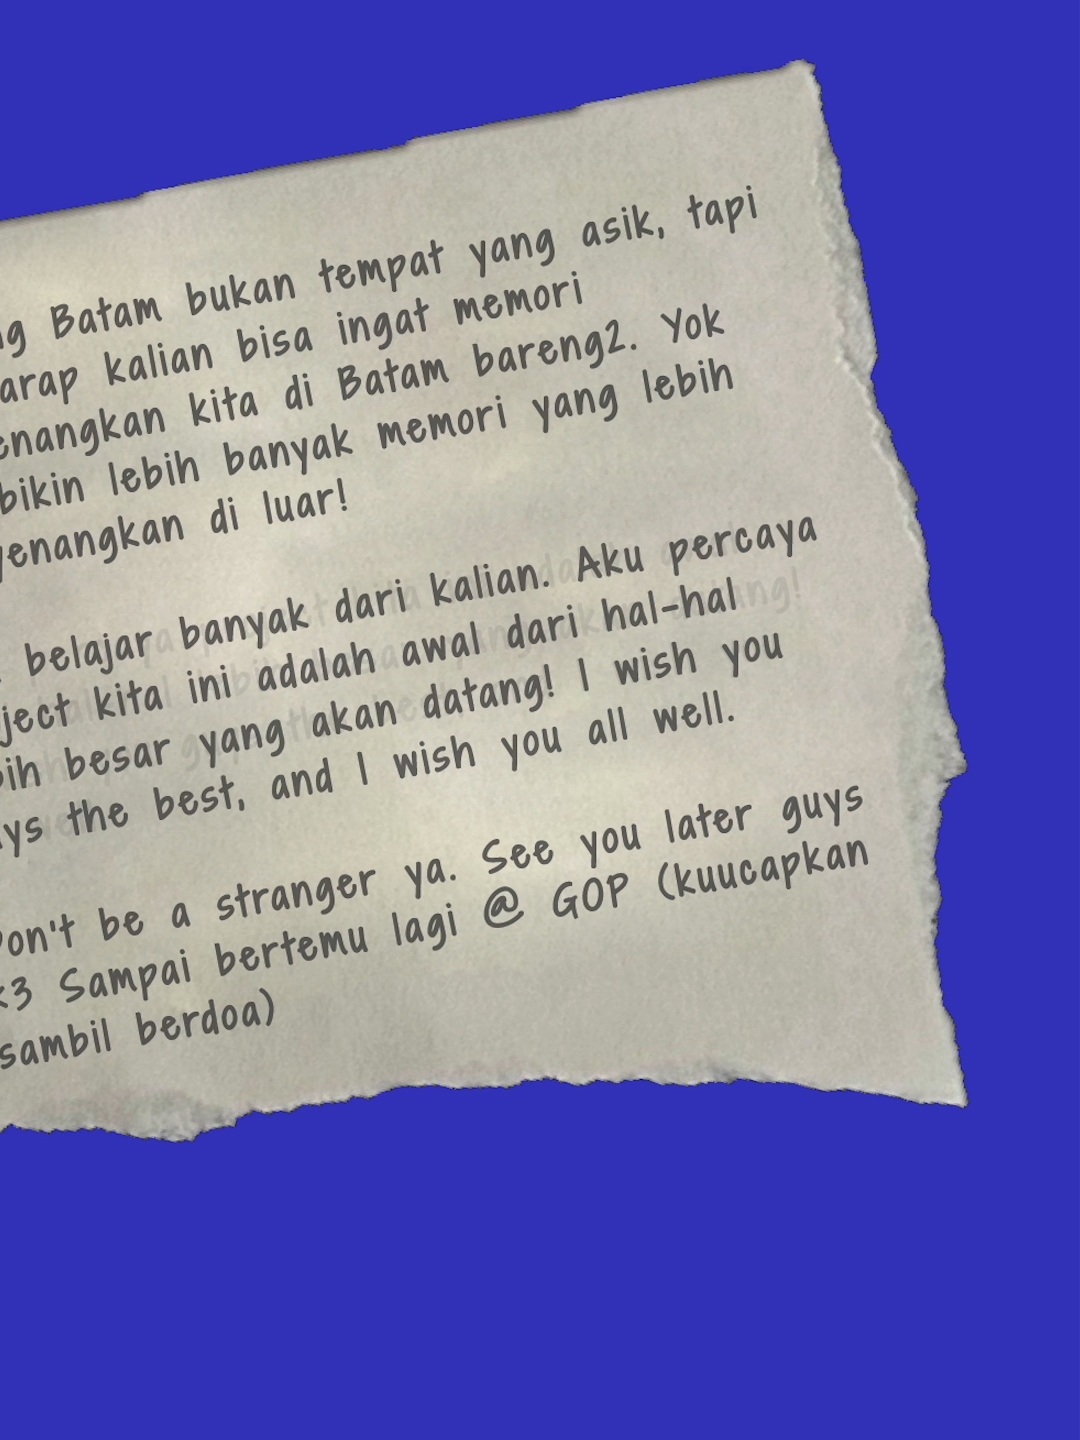 ng Batam bukan tempat yang asik, tapi
arap kalian bisa ingat memori
enangkan kita di Batam bareng2. Yok
bikin lebih banyak memori yang lebih
yenangkan di luar!
belajar banyak dari kalian. Aku percaya
ject kita ini adalah awal dari hal-hal
ih besar yang akan datang! I wish you
ys the best, and I wish you all well.
Don't be a stranger ya. See you later guys
<3 Sampai bertemu lagi @ GOP (kuucapkan
sambil berdoa)